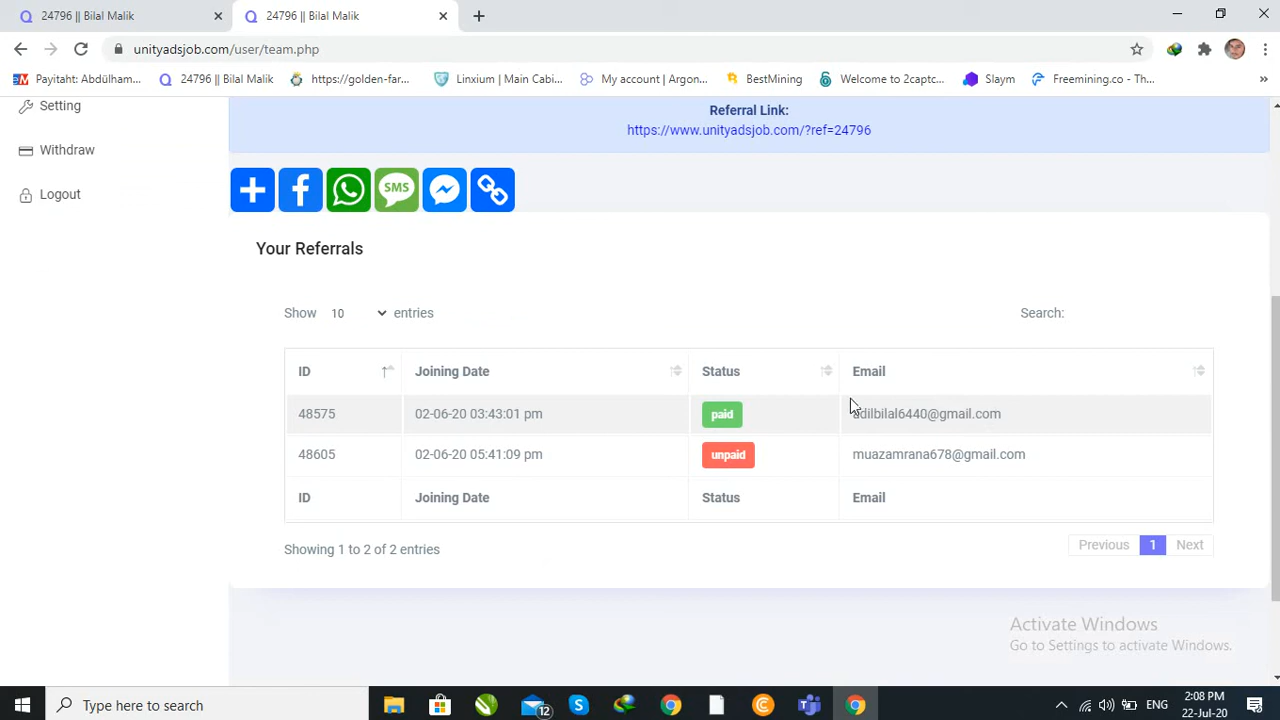 24796 || Bilal Malik
24796 || Bilal Malik
unityadsjob.com/user/team.php
Payitaht: Abdülham...
24796 || Bilal Malik
https://golden-far...
Linxium | Main Cabi...
My account | Argon...
BestMining
Welcome to 2captc...
Slaym
Freemining.co - Th...
»
Setting
Withdraw
Logout
Referral Link:
https://www.unityadsjob.com/?ref=24796
SMS
Your Referrals
Show 10 entries
Search:
ID Joining Date Status Email
48575 02-06-20 03:43:01 pm paid adilbilal6440@gmail.com
48605 02-06-20 05:41:09 pm unpaid muazamrana678@gmail.com
ID Joining Date Status Email
Showing 1 to 2 of 2 entries
Previous 1 Next
Activate Windows
Go to Settings to activate Windows.
Type here to search
12
ENG
2:08 PM
22-Jul-20